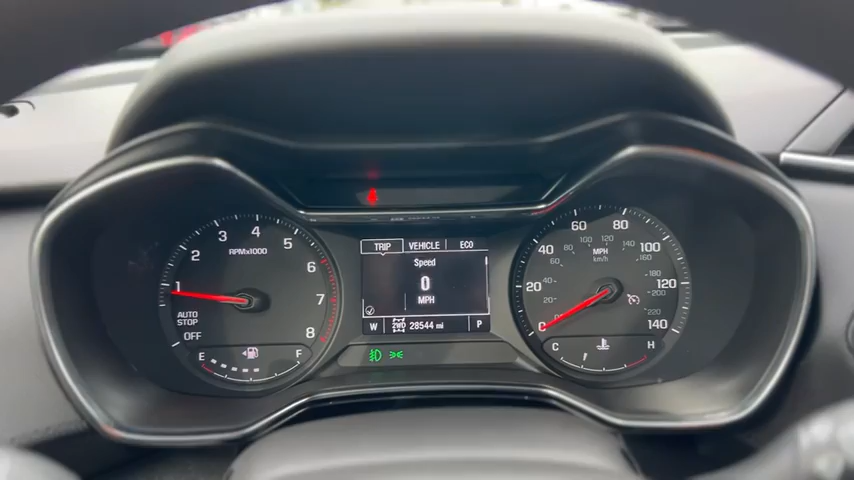 TRIP VEHICLE ECO
Speed
0
MPH
W 2WD 28544 mi P
1 2 3 4 5 6 7 8
RPMx1000
AUTO
STOP
OFF
E F
0 20 40 60 80 100 120 140
20 40 60 80 100 120 140 160 180 200 220
MPH
km/h
C H